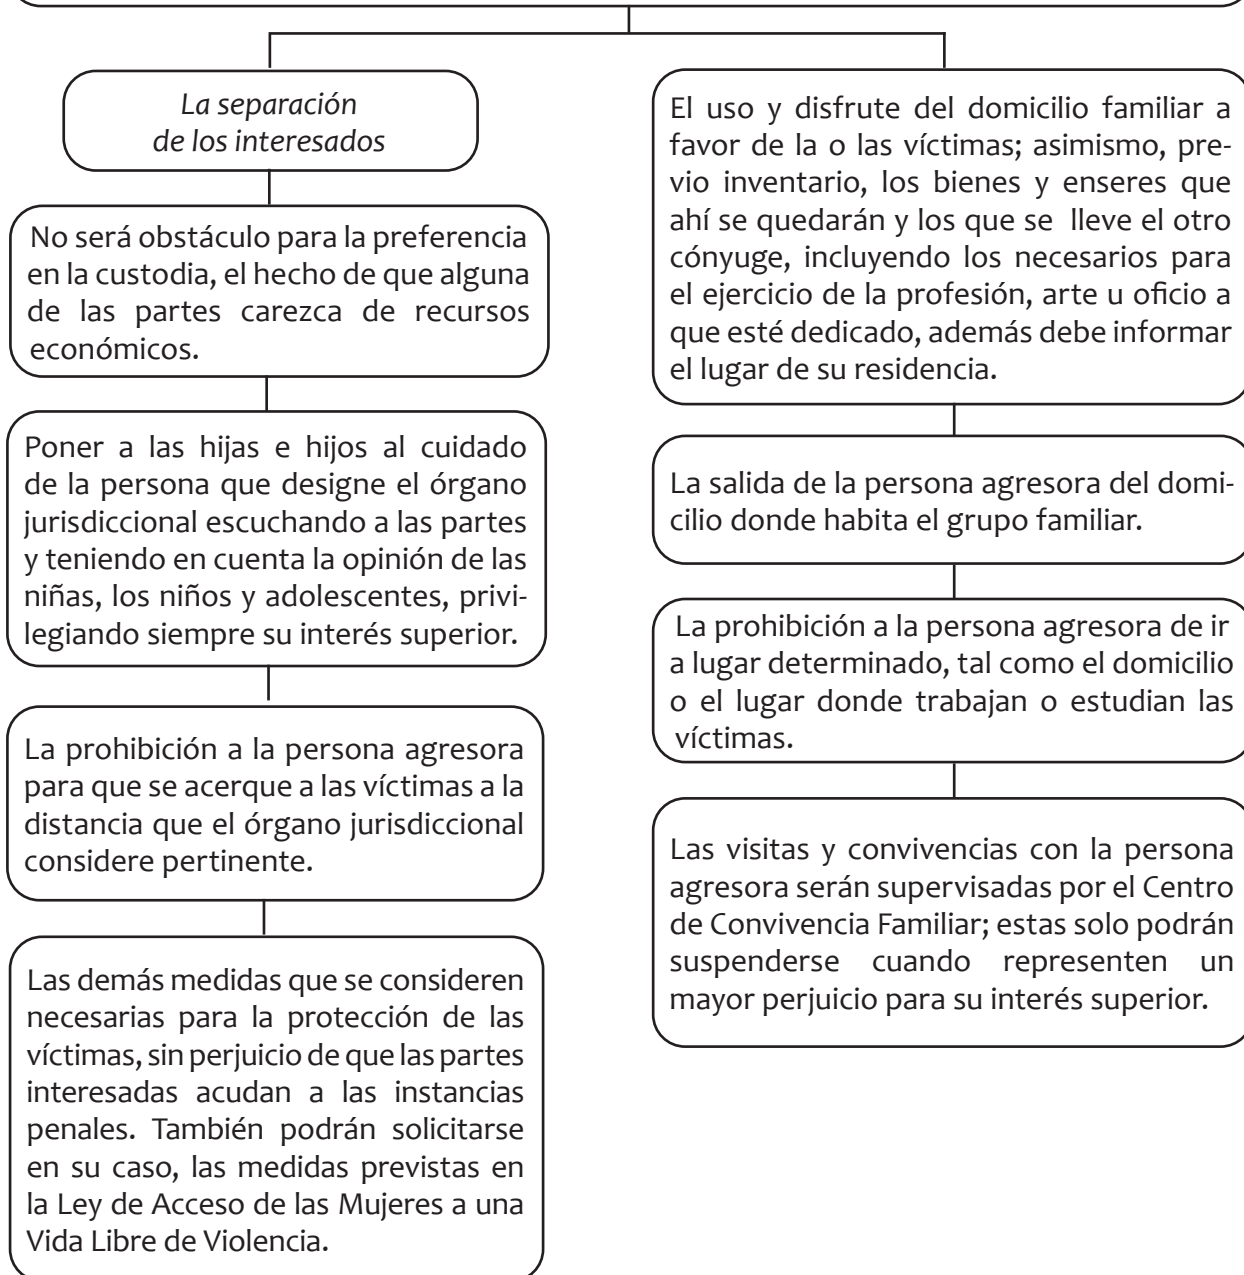 La separación
de los interesados
No será obstáculo para la preferencia
en la custodia, el hecho de que alguna
de las partes carezca de recursos
económicos.
Poner a las hijas e hijos al cuidado
de la persona que designe el órgano
jurisdiccional escuchando a las partes
y teniendo en cuenta la opinión de las
niñas, los niños y adolescentes, privi-
legiando siempre su interés superior.
La prohibición a la persona agresora
para que se acerque a las víctimas a la
distancia que el órgano jurisdiccional
considere pertinente.
Las demás medidas que se consideren
necesarias para la protección de las
víctimas, sin perjuicio de que las partes
interesadas acudan a las instancias
penales. También podrán solicitarse
en su caso, las medidas previstas en
la Ley de Acceso de las Mujeres a una
Vida Libre de Violencia.
El uso y disfrute del domicilio familiar a
favor de la o las víctimas; asimismo, pre-
vio inventario, los bienes y enseres que
ahí se quedarán y los que se lleve el otro
cónyuge, incluyendo los necesarios para
el ejercicio de la profesión, arte u oficio a
que esté dedicado, además debe informar
el lugar de su residencia.
La salida de la persona agresora del domi-
cilio donde habita el grupo familiar.
La prohibición a la persona agresora de ir
a lugar determinado, tal como el domicilio
o el lugar donde trabajan o estudian las
víctimas.
Las visitas y convivencias con la persona
agresora serán supervisadas por el Centro
de Convivencia Familiar; estas solo podrán
suspenderse cuando representen un
mayor perjuicio para su interés superior.